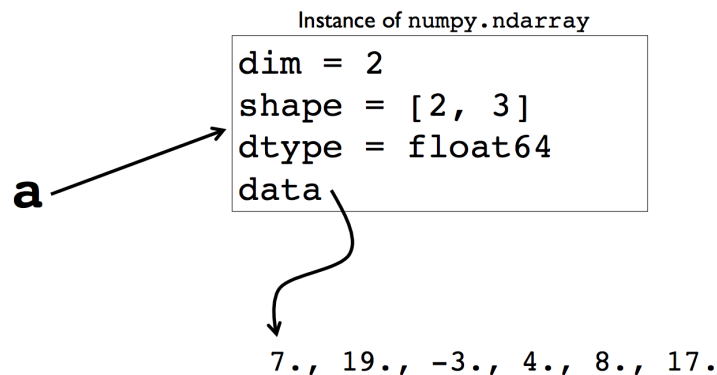 Instance of numpy.ndarray
dim = 2
shape = [2, 3]
dtype = float64
data
a
7., 19., -3., 4., 8., 17.